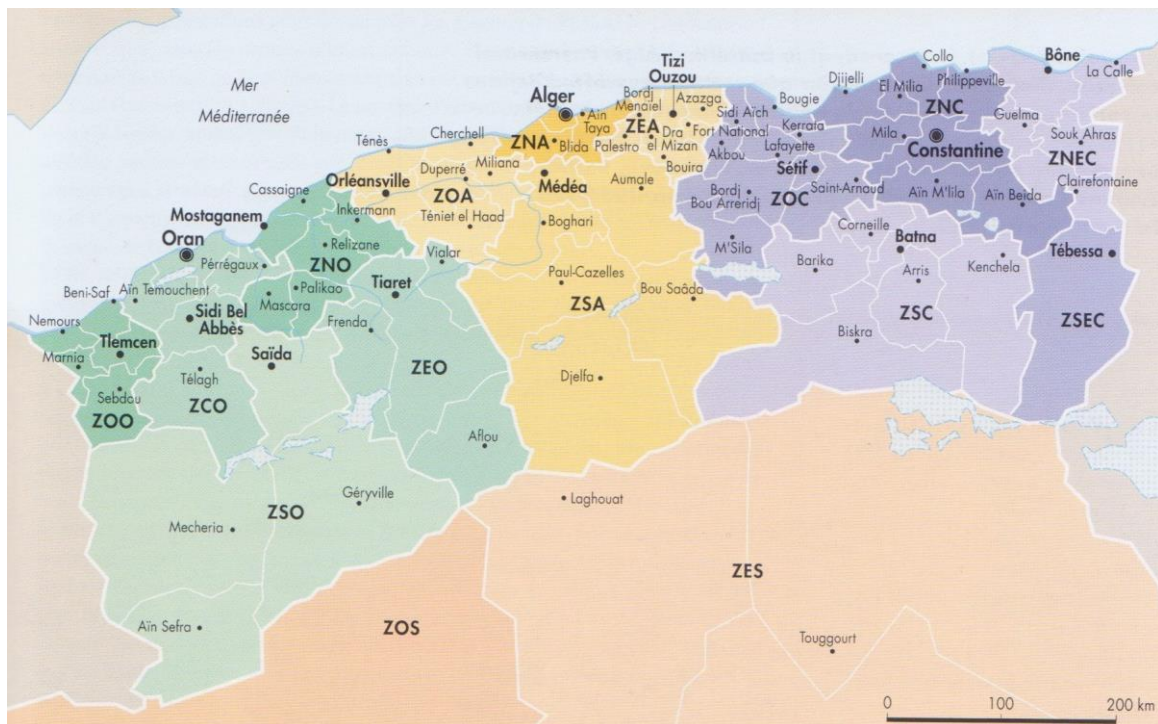 Mer
Méditerranée
Alger
Tizi
Ouzou
Bordj
Menaïel
Azazga
Ain
Taya
ZNA
Blida
ZEA
Palestro
Dra
el Mizan
Fort National
Bouira
Sidi Aïch
Bougie
Akbou
Kerrata
Lafayette
Sétif
Djijelli
Collo
El Milia
Philippeville
ZNC
Mila
Constantine
Bône
La Calle
Guelma
Souk Ahras
ZNEC
Clairefontaine
Saint-Arnaud
Aïn M'lila
Aïn Beida
Bordj
Bou Arreridj
ZOC
M'Sila
Cherchell
Ténès
Duperré
Miliana
Médéa
Aumale
Orléansville
ZOA
Téniet el Haad
Boghari
Cassaigne
Inkermann
Mostaganem
Oran
Relizane
ZNO
Vialar
Pérrégaux
Palikao
Mascara
Tiaret
Beni-Saf
Aïn Temouchent
Sidi Bel
Abbès
Frenda
Nemours
Tlemcen
Marnia
Saïda
Télagh
Sebdau
ZOO
ZCO
ZEO
Aflou
Paul-Cazelles
Bou Saâda
ZSA
Djelfa
Corneille
Batna
Barika
Arris
Kenchela
Tébessa
ZSC
ZSEC
Biskra
Géryville
ZSO
Mecheria
Aïn Sefra
Laghouat
ZOS
ZES
Touggourt
0 100 200 km